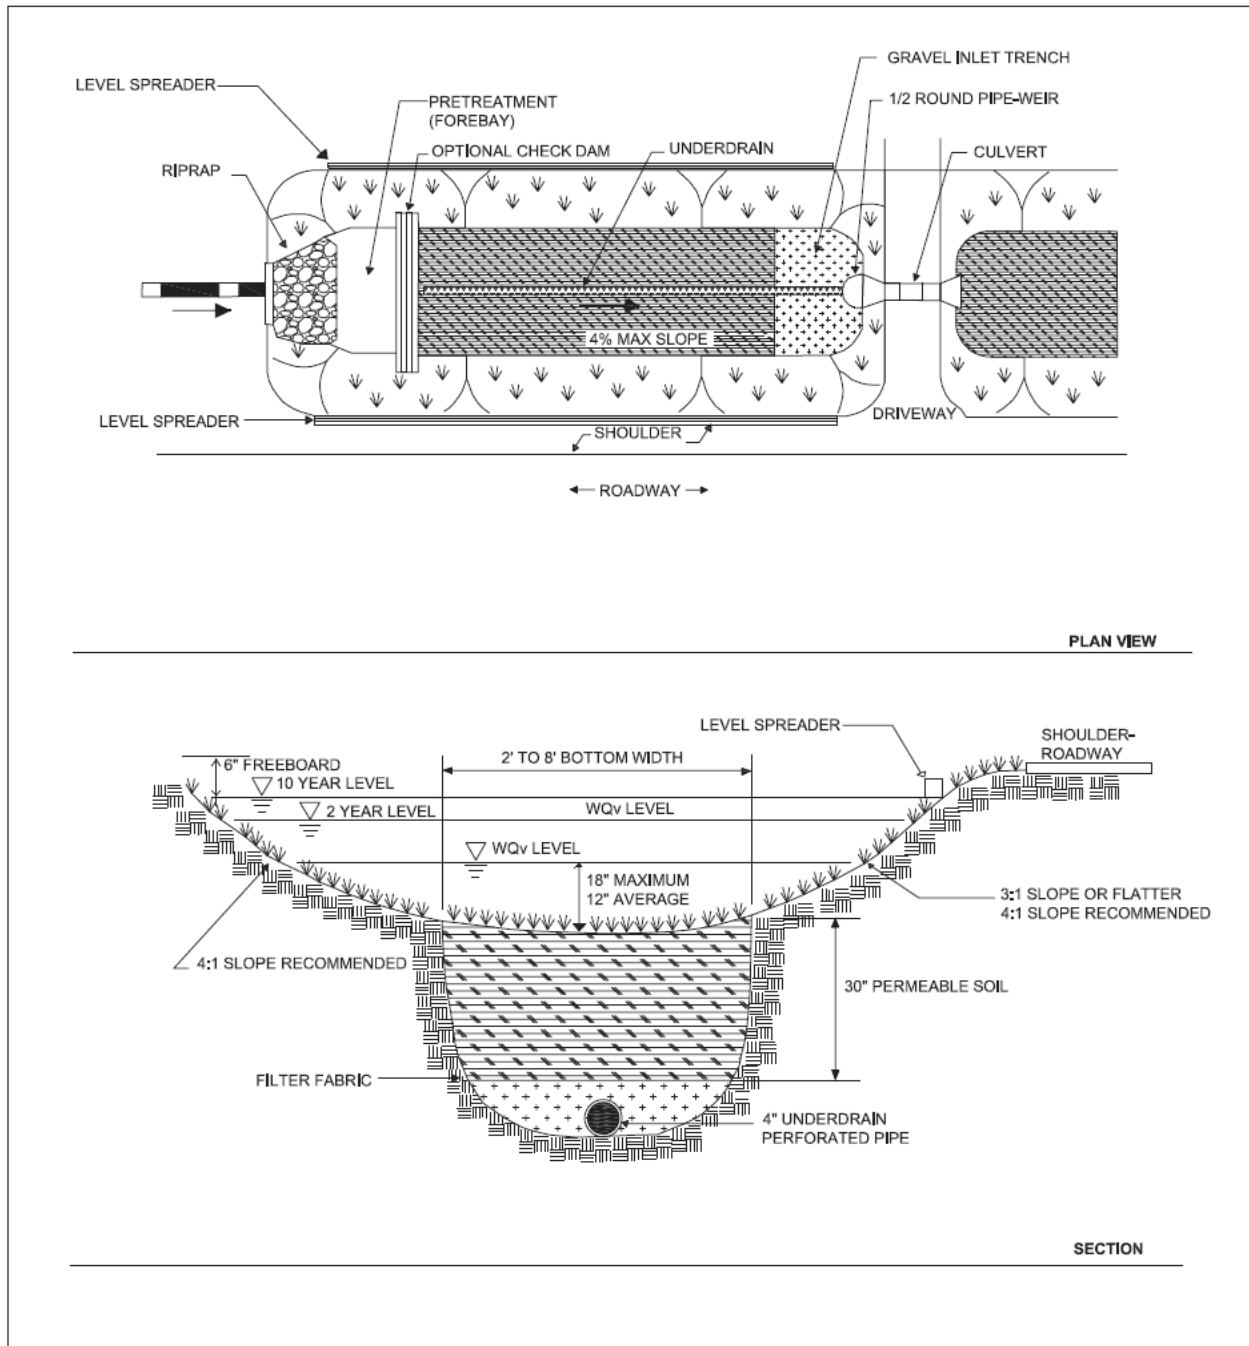 GRAVEL INLET TRENCH
LEVEL SPREADER
PRETREATMENT
(FOREBAY)
1/2 ROUND PIPE-WEIR
OPTIONAL CHECK DAM
UNDERDRAIN
CULVERT
RIPRAP
4% MAX SLOPE
LEVEL SPREADER
DRIVEWAY
SHOULDER
ROADWAY
PLAN VIEW
LEVEL SPREADER
SHOULDER-
ROADWAY
6" FREEBOARD
2' TO 8' BOTTOM WIDTH
10 YEAR LEVEL
2 YEAR LEVEL
WQv LEVEL
WQv LEVEL
18" MAXIMUM
12" AVERAGE
3:1 SLOPE OR FLATTER
4:1 SLOPE RECOMMENDED
4:1 SLOPE RECOMMENDED
30" PERMEABLE SOIL
FILTER FABRIC
4" UNDERDRAIN
PERFORATED PIPE
SECTION